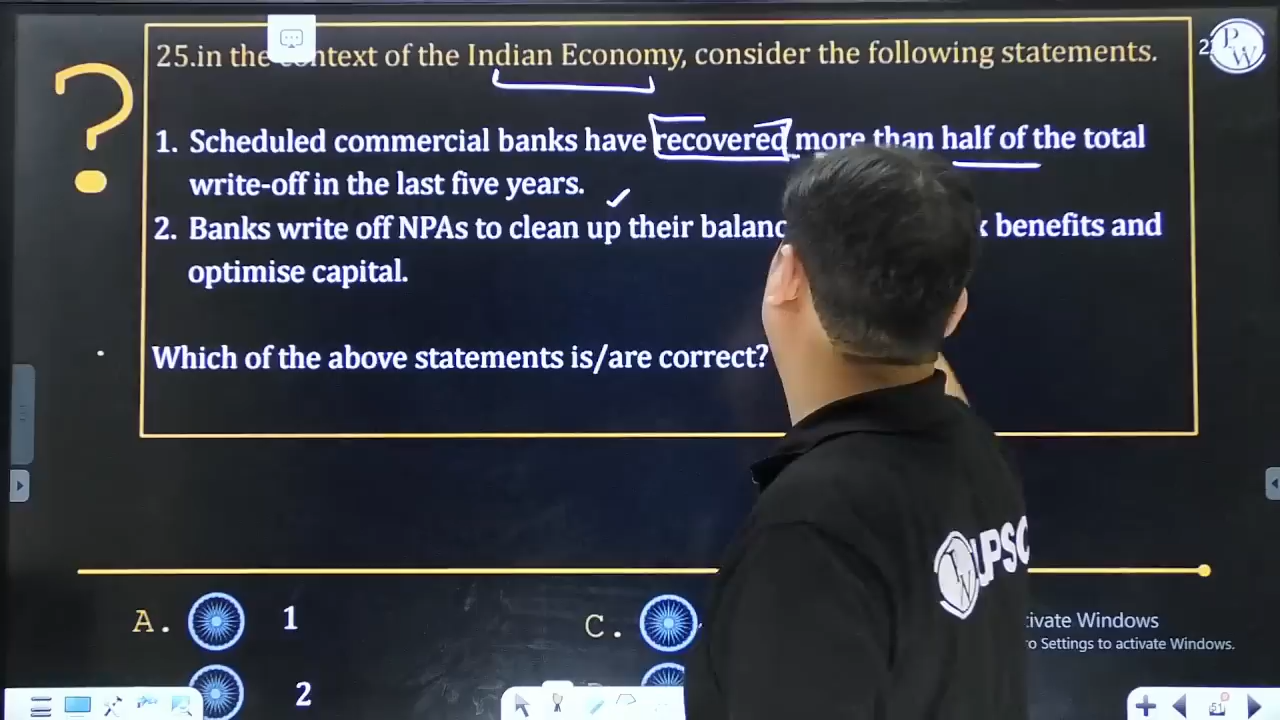 25.in the context of the Indian Economy, consider the following statements.
1. Scheduled commercial banks have recovered more than half of the total
write-off in the last five years.
2. Banks write off NPAs to clean up their balanc benefits and
optimise capital.
Which of the above statements is/are correct?
A. 1
C.
2
PW
UPSC
ivate Windows
o Settings to activate Windows.
51